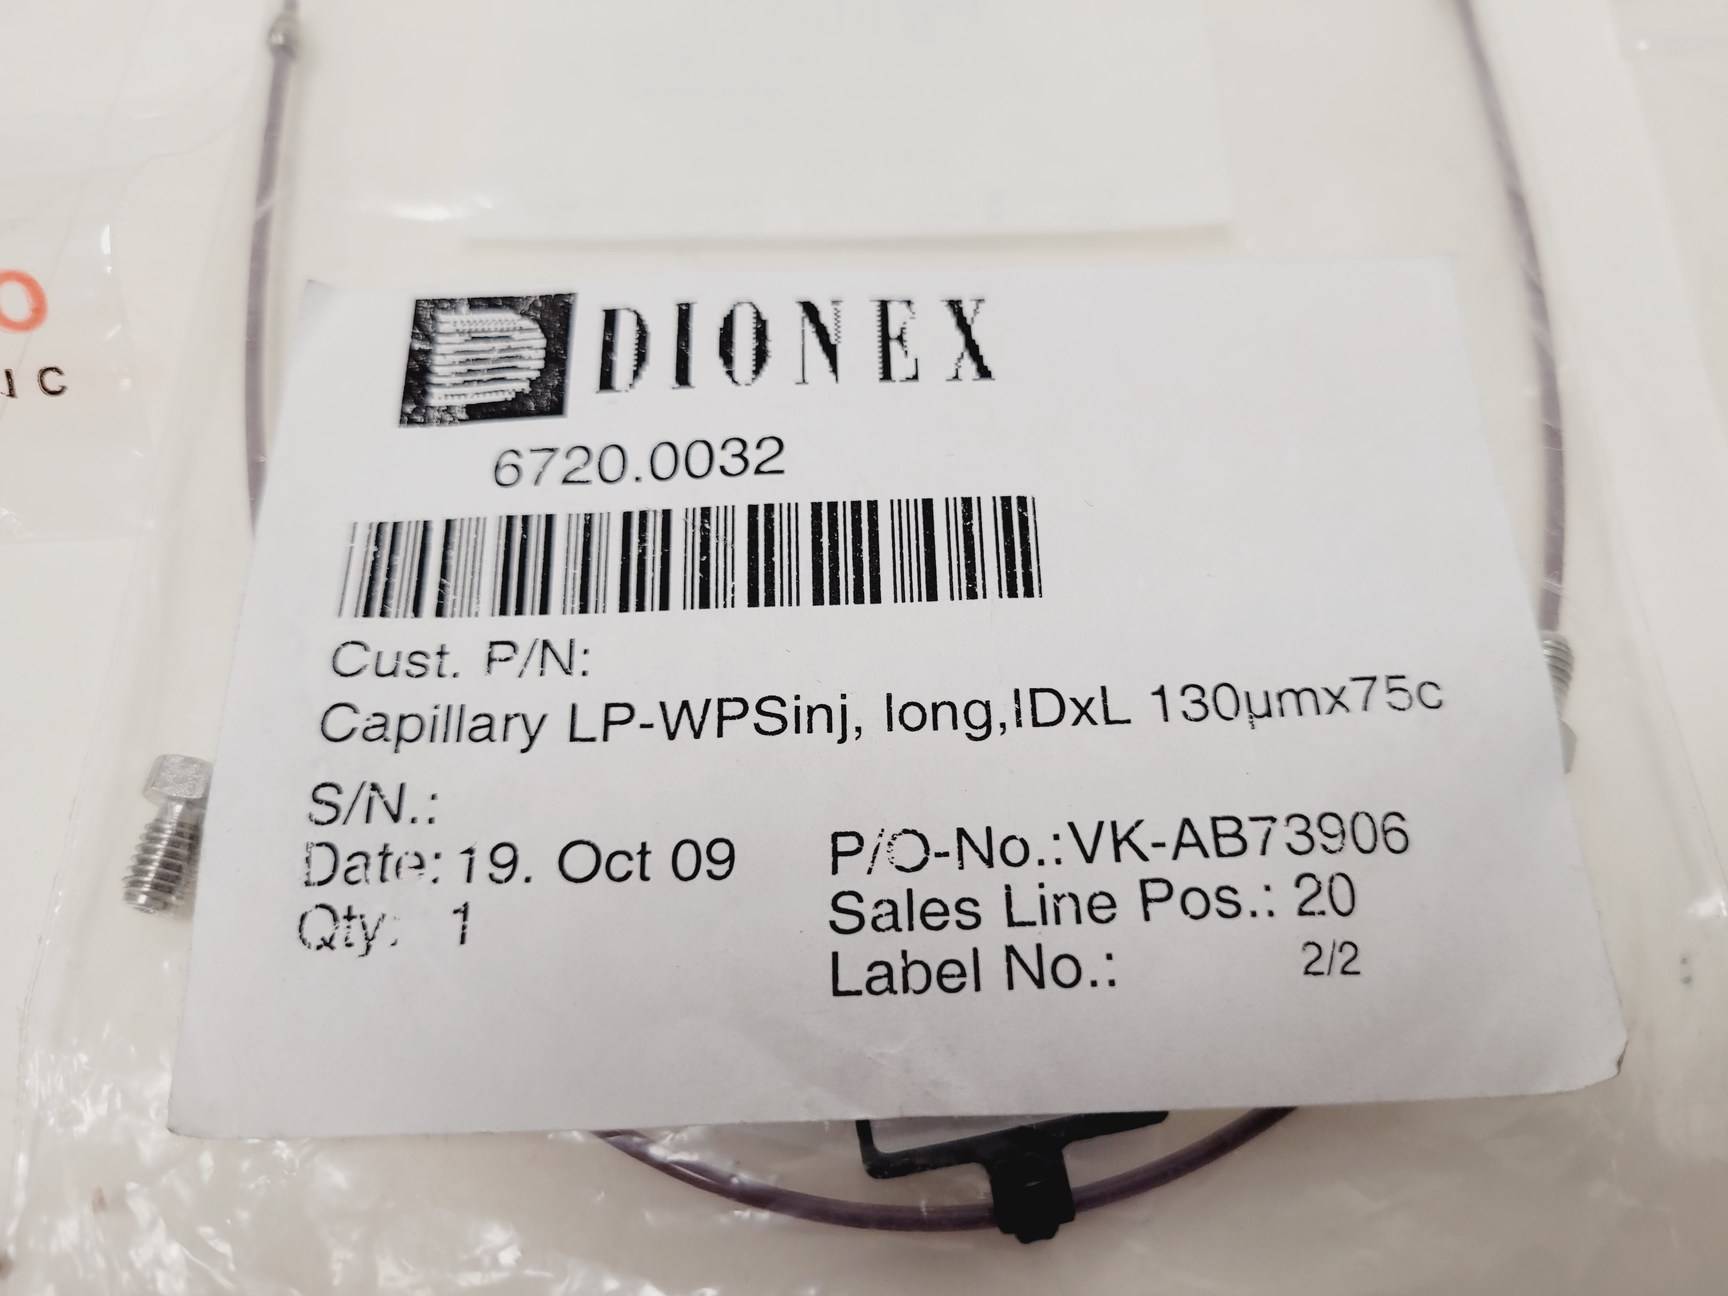 O
IC
DIONEX
6720.0032
Cust. P/N:
Capillary LP-WPSinj, long,IDxL 130µmx75c
S/N.:
Date: 19. Oct 09 P/O-No.:VK-AB73906
Qty: 1 Sales Line Pos.: 20
Label No.: 2/2